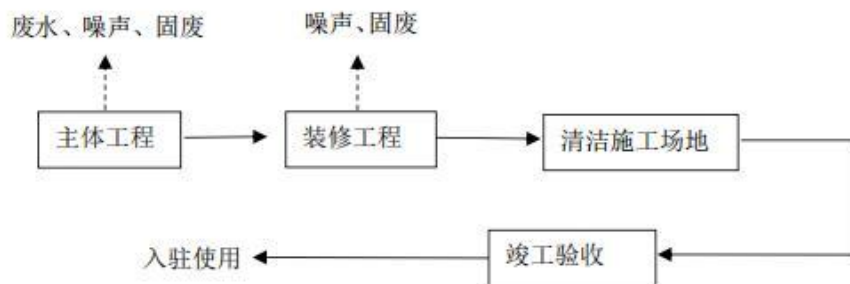 废水、噪声、固废
噪声、固废
主体工程
装修工程
清洁施工场地
入驻使用
竣工验收